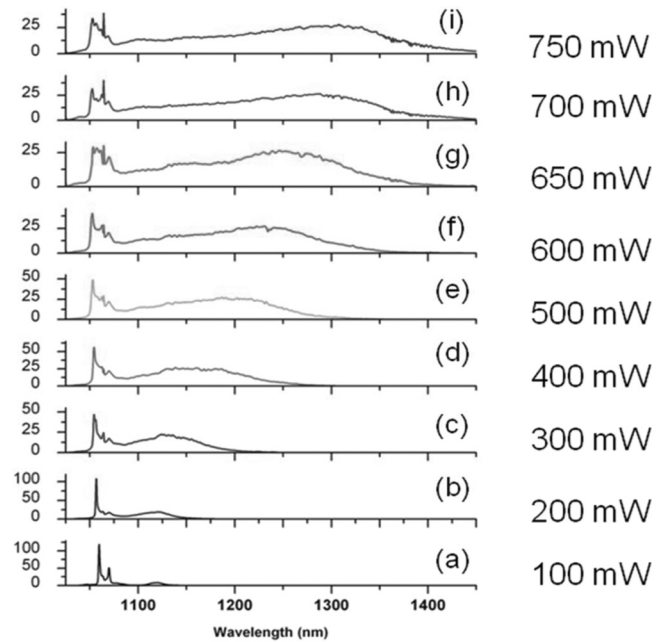 25
0
(i)
750 mW
25
0
(h)
700 mW
25
0
(g)
650 mW
25
0
(f)
600 mW
50
25
0
(e)
500 mW
50
25
0
(d)
400 mW
50
25
0
(c)
300 mW
100
50
0
(b)
200 mW
100
50
0
(a)
100 mW
1100 1200 1300 1400
Wavelength (nm)